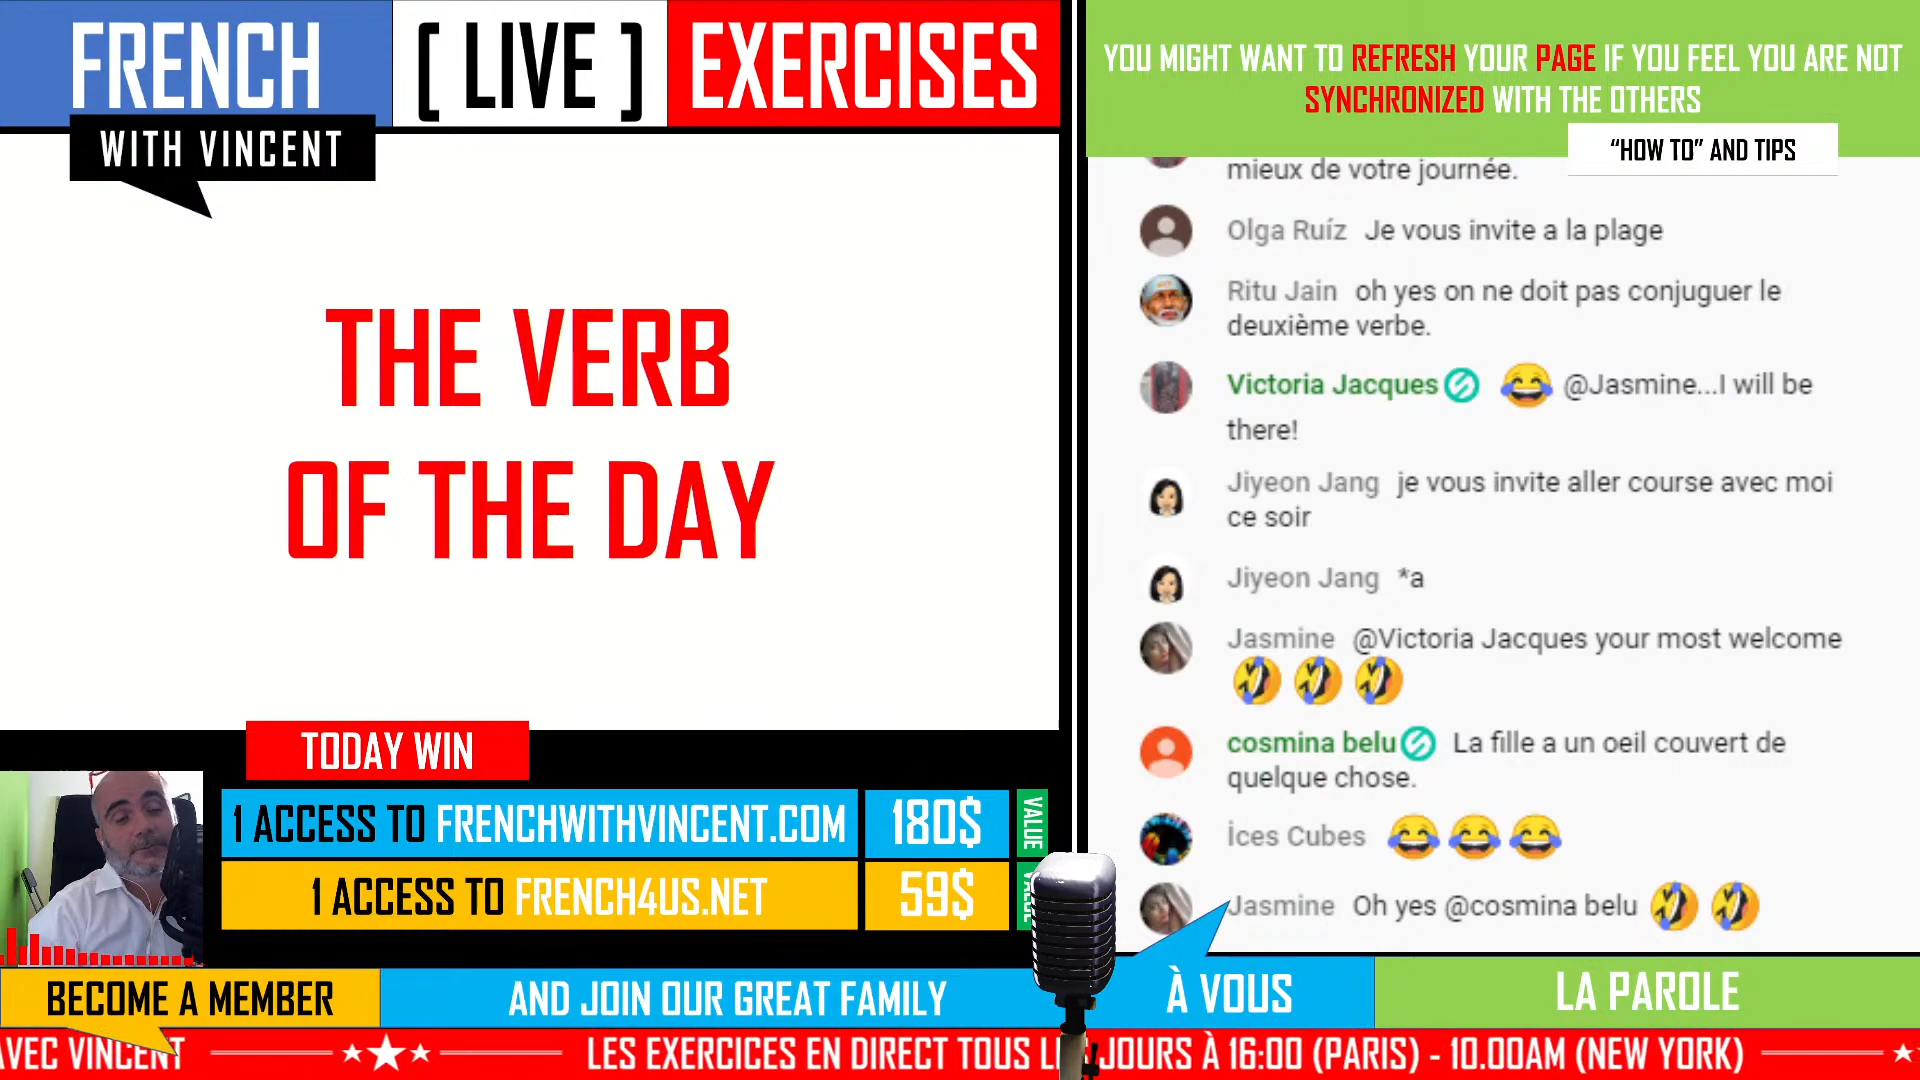 FRENCH
[ LIVE ]
EXERCISES
WITH VINCENT
THE VERB
OF THE DAY
TODAY WIN
1 ACCESS TO FRENCHWITHVINCENT.COM
180$
VALUE
1 ACCESS TO FRENCH4US.NET
59$
VALUE
YOU MIGHT WANT TO REFRESH YOUR PAGE IF YOU FEEL YOU ARE NOT
SYNCHRONIZED WITH THE OTHERS
“HOW TO” AND TIPS
mieux de votre journée.
Olga Ruíz Je vous invite a la plage
Ritu Jain oh yes on ne doit pas conjuguer le
deuxième verbe.
Victoria Jacques 😂 @Jasmine...I will be
there!
Jiyeon Jang je vous invite aller course avec moi
ce soir
Jiyeon Jang *a
Jasmine @Victoria Jacques your most welcome
🤣 🤣 🤣
cosmina belu La fille a un oeil couvert de
quelque chose.
İces Cubes 😂 😂 😂
Jasmine Oh yes @cosmina belu 🤣 🤣
BECOME A MEMBER
AND JOIN OUR GREAT FAMILY
À VOUS
LA PAROLE
AVEC VINCENT
LES EXERCICES EN DIRECT TOUS LES JOURS À 16:00 (PARIS) - 10.00AM (NEW YORK)